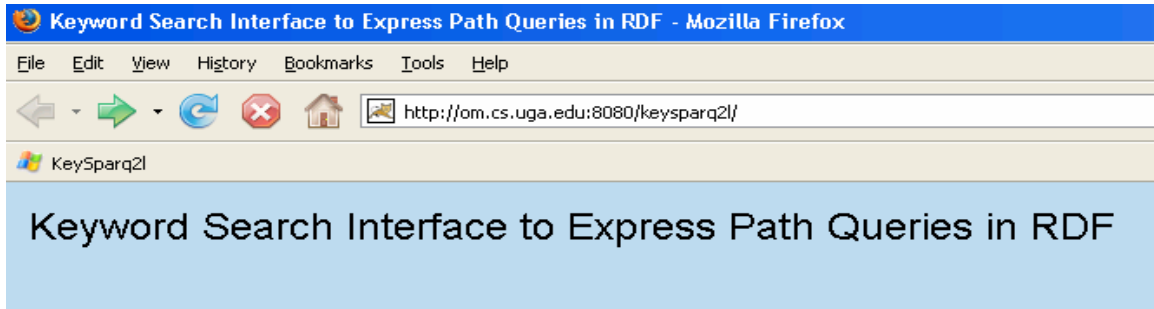 Keyword Search Interface to Express Path Queries in RDF - Mozilla Firefox
File Edit View History Bookmarks Tools Help
http://om.cs.uga.edu:8080/keysparq2l/
KeySparq2l
Keyword Search Interface to Express Path Queries in RDF